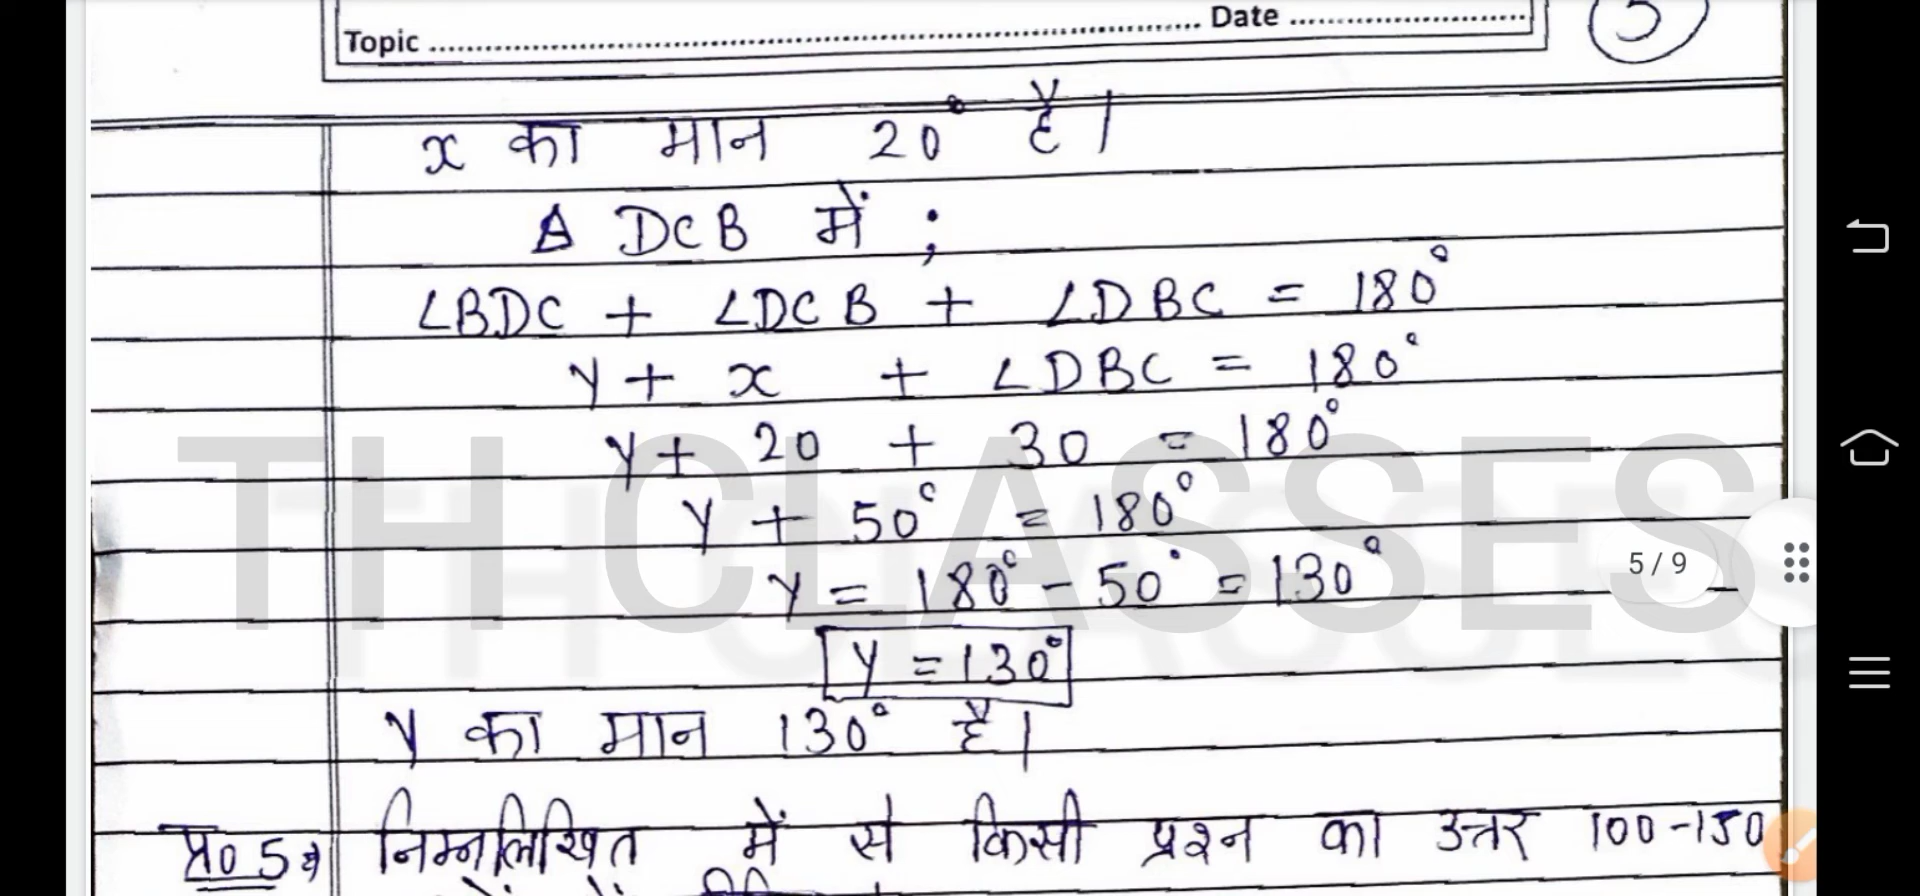 Topic ........ Date ........
5
x का मान 20° है।
Δ DCB में ;
∠BDC + ∠DCB + ∠DBC = 180°
y + x + ∠DBC = 180°
y + 20 + 30 = 180°
y + 50° = 180°
y = 180° - 50° = 130°
y = 130°
y का मान 130° है।
प्र० 5→ निम्नलिखित में से किसी प्रश्न का उत्तर 100-150
TH CLASSES
5/9